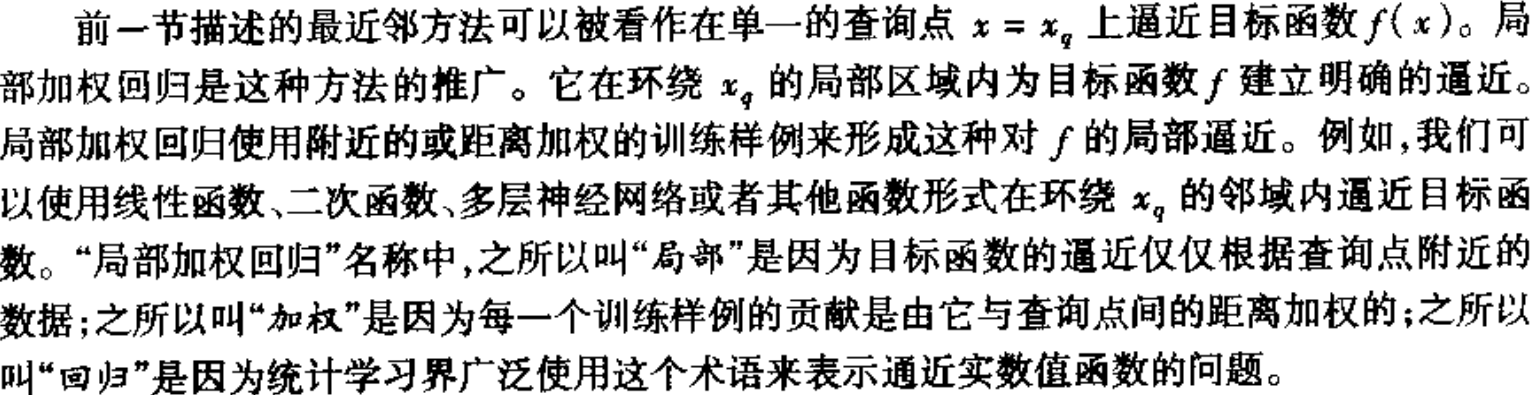 前一节描述的最近邻方法可以被看作在单一的查询点 x = x_q 上逼近目标函数 f(x)。局
部加权回归是这种方法的推广。它在环绕 x_q 的局部区域内为目标函数 f 建立明确的逼近。
局部加权回归使用附近的或距离加权的训练样例来形成这种对 f 的局部逼近。例如,我们可
以使用线性函数、二次函数、多层神经网络或者其他函数形式在环绕 x_q 的邻域内逼近目标函
数。“局部加权回归”名称中,之所以叫“局部”是因为目标函数的逼近仅仅根据查询点附近的
数据;之所以叫“加权”是因为每一个训练样例的贡献是由它与查询点间的距离加权的;之所以
叫“回归”是因为统计学习界广泛使用这个术语来表示逼近实数值函数的问题。